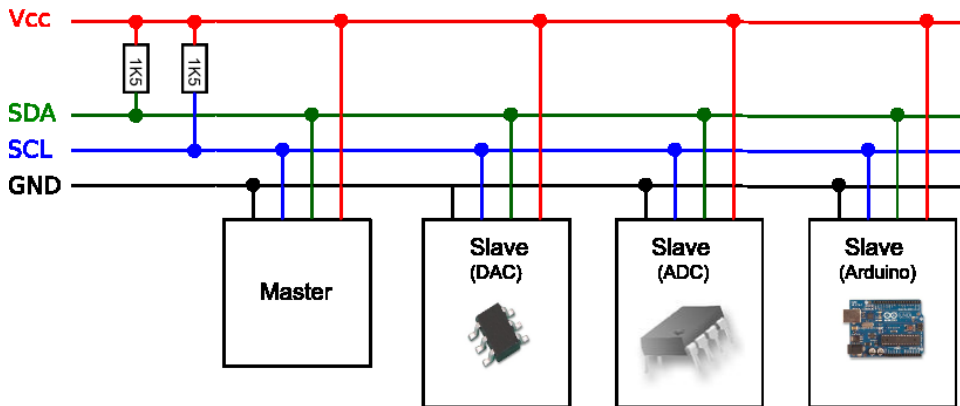 Vcc
1K5
1K5
SDA
SCL
GND
Master
Slave
(DAC)
Slave
(ADC)
Slave
(Arduino)